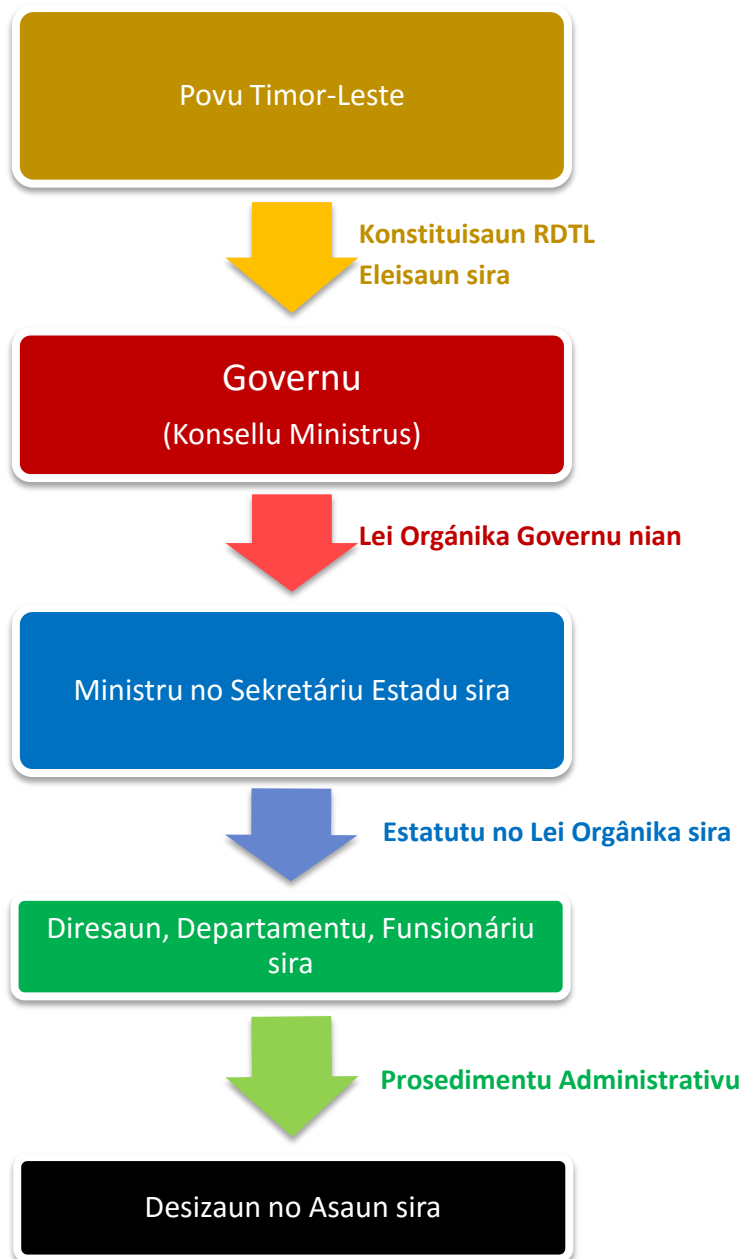 Povu Timor-Leste
Konstituisaun RDTL
Eleisaun sira
Governu
(Konsellu Ministrus)
Lei Orgánika Governu nian
Ministru no Sekretáriu Estadu sira
Estatutu no Lei Orgânika sira
Diresaun, Departamentu, Funsionáriu
sira
Prosedimentu Administrativu
Desizaun no Asaun sira